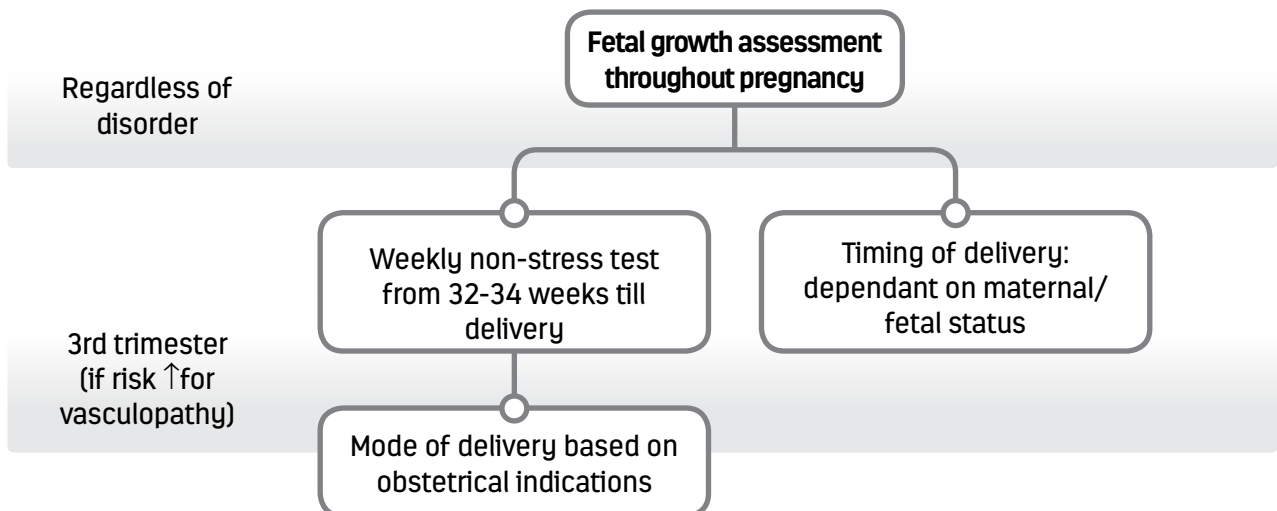 Fetal growth assessment
throughout pregnancy
Regardless of
disorder
Weekly non-stress test
from 32-34 weeks till
delivery
Timing of delivery:
dependant on maternal/
fetal status
3rd trimester
(if risk ↑for
vasculopathy)
Mode of delivery based on
obstetrical indications